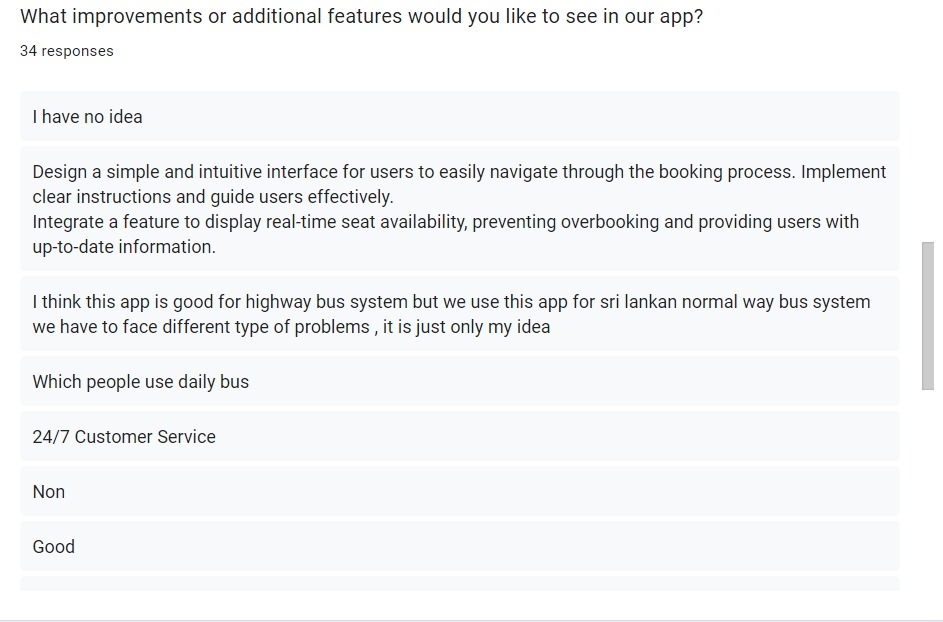 What improvements or additional features would you like to see in our app?
34 responses
I have no idea
Design a simple and intuitive interface for users to easily navigate through the booking process. Implement
clear instructions and guide users effectively.
Integrate a feature to display real-time seat availability, preventing overbooking and providing users with
up-to-date information.
I think this app is good for highway bus system but we use this app for sri lankan normal way bus system
we have to face different type of problems , it is just only my idea
Which people use daily bus
24/7 Customer Service
Non
Good